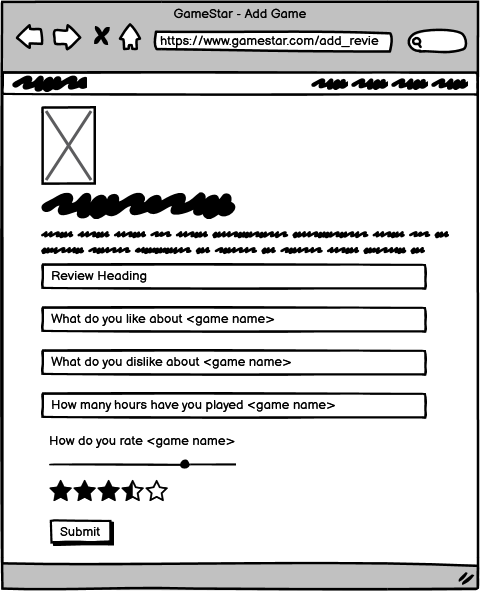 GameStar - Add Game
https://www.gamestar.com/add_revie
Review Heading
What do you like about <game name>
What do you dislike about <game name>
How many hours have you played <game name>
How do you rate <game name>
Submit